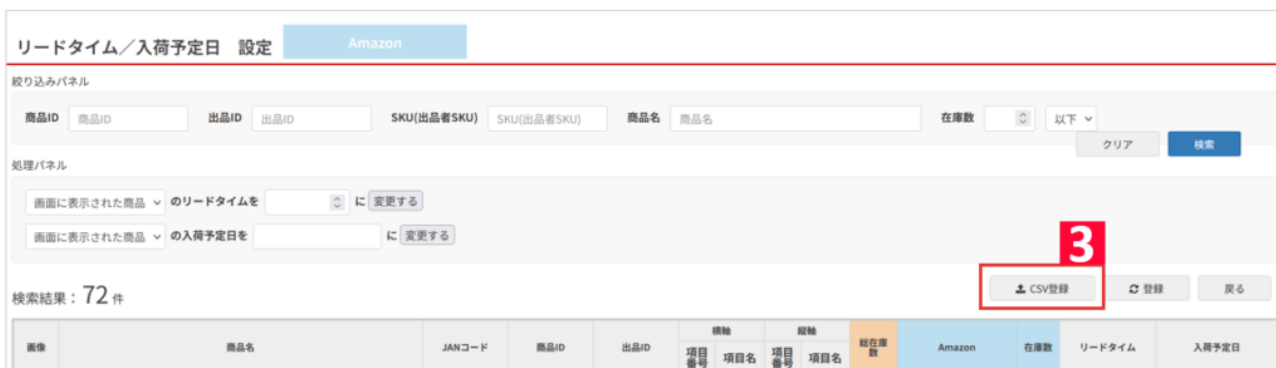 リードタイム／入荷予定日 設定 Amazon
絞り込みパネル
商品ID 商品ID 出品ID 出品ID SKU(出品者SKU) SKU(出品者SKU) 商品名 商品名 在庫数 以下
クリア 検索
処理パネル
画面に表示された商品 のリードタイムを に 変更する
画面に表示された商品 の入荷予定日を に 変更する
3
検索結果：72 件 CSV登録 登録 戻る
横軸 縦軸
画像 商品名 JANコード 商品ID 出品ID 項目番号 項目名 項目番号 項目名 総在庫数 Amazon 在庫数 リードタイム 入荷予定日